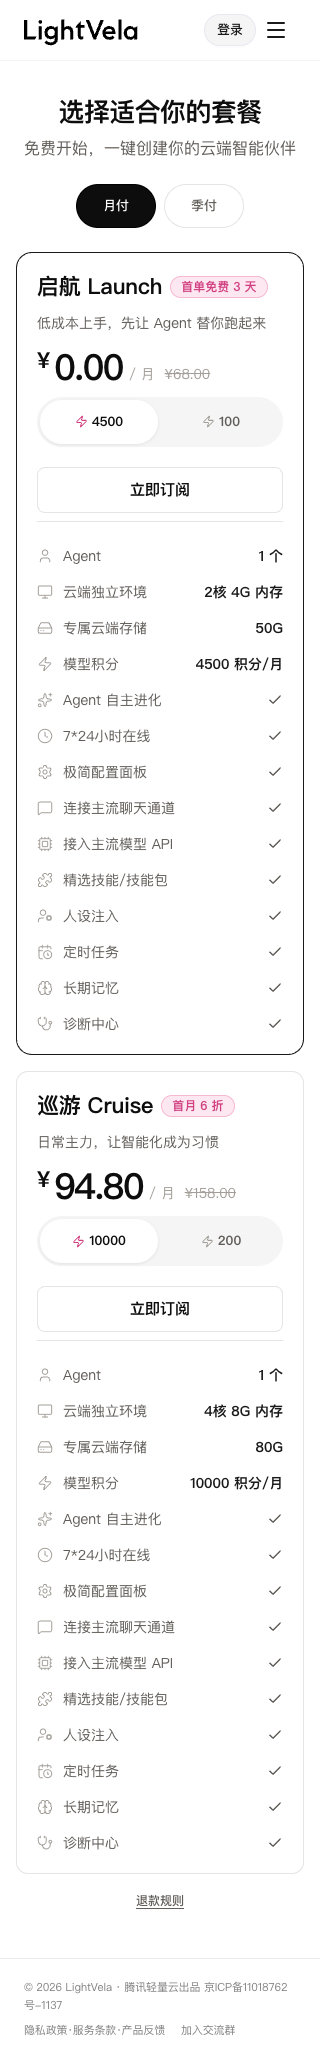 LightVela
登录
选择适合你的套餐
免费开始，一键创建你的云端智能伙伴
月付 季付
启航 Launch 首单免费 3 天
低成本上手，先让 Agent 替你跑起来
¥0.00 / 月 ¥68.00
4500 100
立即订阅
Agent 1 个
云端独立环境 2核 4G 内存
专属云端存储 50G
模型积分 4500 积分/月
Agent 自主进化
7*24小时在线
极简配置面板
连接主流聊天通道
接入主流模型 API
精选技能/技能包
人设注入
定时任务
长期记忆
诊断中心
巡游 Cruise 首月 6 折
日常主力，让智能化成为习惯
¥94.80 / 月 ¥158.00
10000 200
立即订阅
Agent 1 个
云端独立环境 4核 8G 内存
专属云端存储 80G
模型积分 10000 积分/月
Agent 自主进化
7*24小时在线
极简配置面板
连接主流聊天通道
接入主流模型 API
精选技能/技能包
人设注入
定时任务
长期记忆
诊断中心
退款规则
© 2026 LightVela · 腾讯轻量云出品 京ICP备11018762
号-1137
隐私政策·服务条款·产品反馈 加入交流群